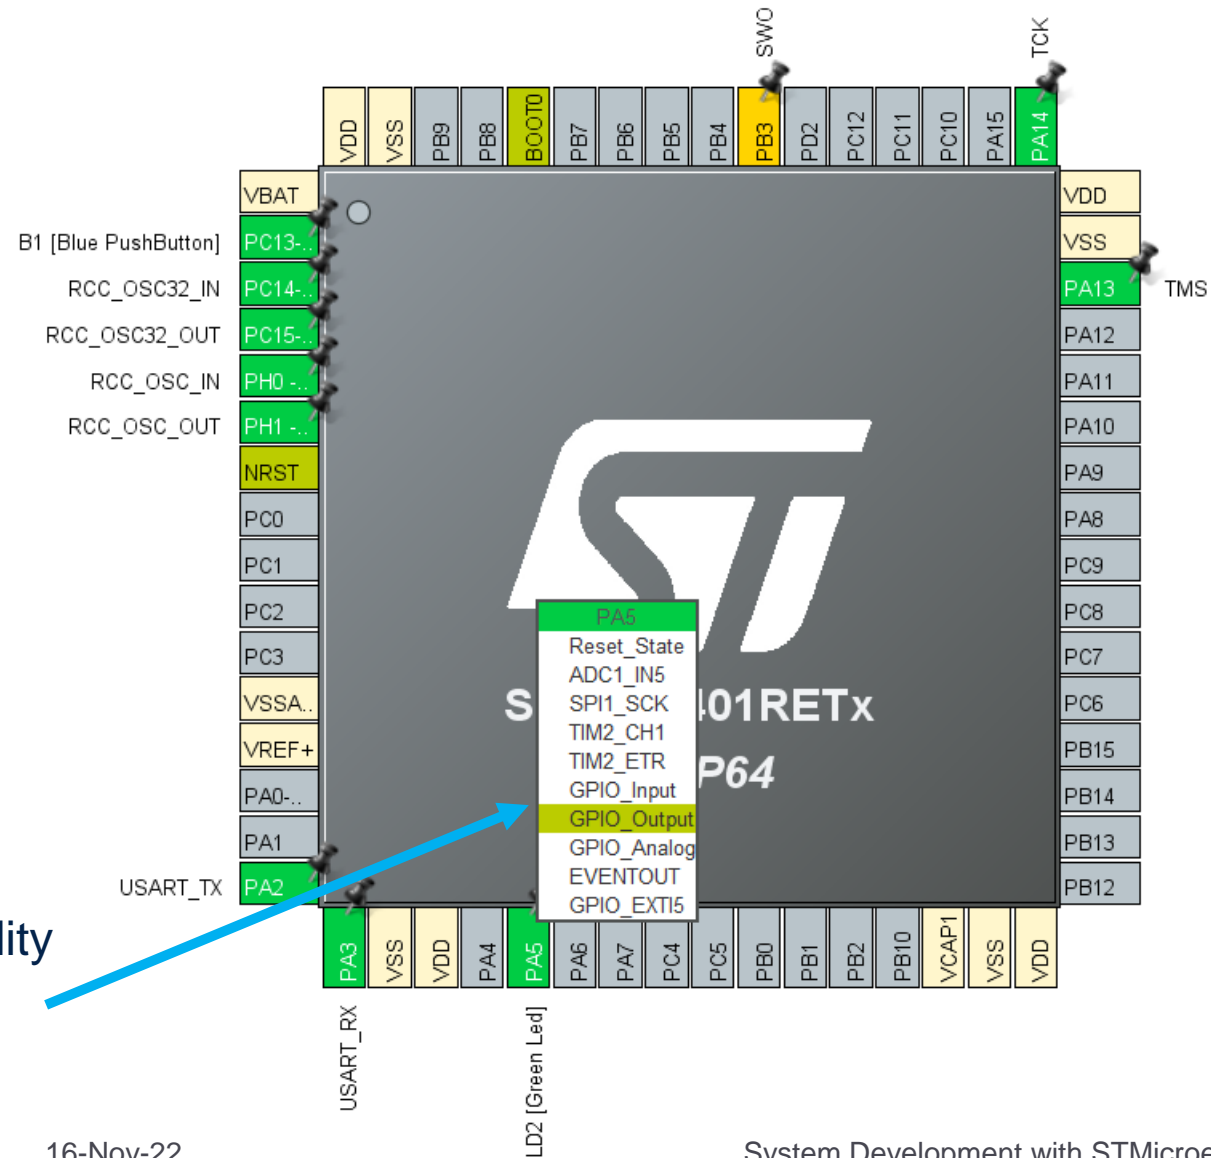 SWO
TCK
VDD
VSS
PB9
PB8
BOOT0
PB7
PB6
PB5
PB4
PB3
PD2
PC12
PC11
PC10
PA15
PA14
VBAT
VDD
B1 [Blue PushButton]
PC13-..
VSS
RCC_OSC32_IN
PC14-..
PA13
TMS
RCC_OSC32_OUT
PC15-..
PA12
RCC_OSC_IN
PH0 -..
PA11
RCC_OSC_OUT
PH1 -..
PA10
NRST
PA9
PC0
PA8
PC1
PC9
PC2
PC8
PC3
PC7
VSSA..
PC6
VREF+
PB15
PA0-..
PB14
PA1
PB13
USART_TX
PA2
PB12
ST
PA5
Reset_State
ADC1_IN5
SPI1_SCK
TIM2_CH1
TIM2_ETR
GPIO_Input
GPIO_Output
GPIO_Analog
EVENTOUT
GPIO_EXTI5
S 401RETx
P64
lity
PA3
VSS
VDD
PA4
PA5
PA6
PA7
PC4
PC5
PB0
PB1
PB2
PB10
VCAP1
VSS
VDD
USART_RX
LD2 [Green Led]
16-Nov-22
System Development with STMicroe